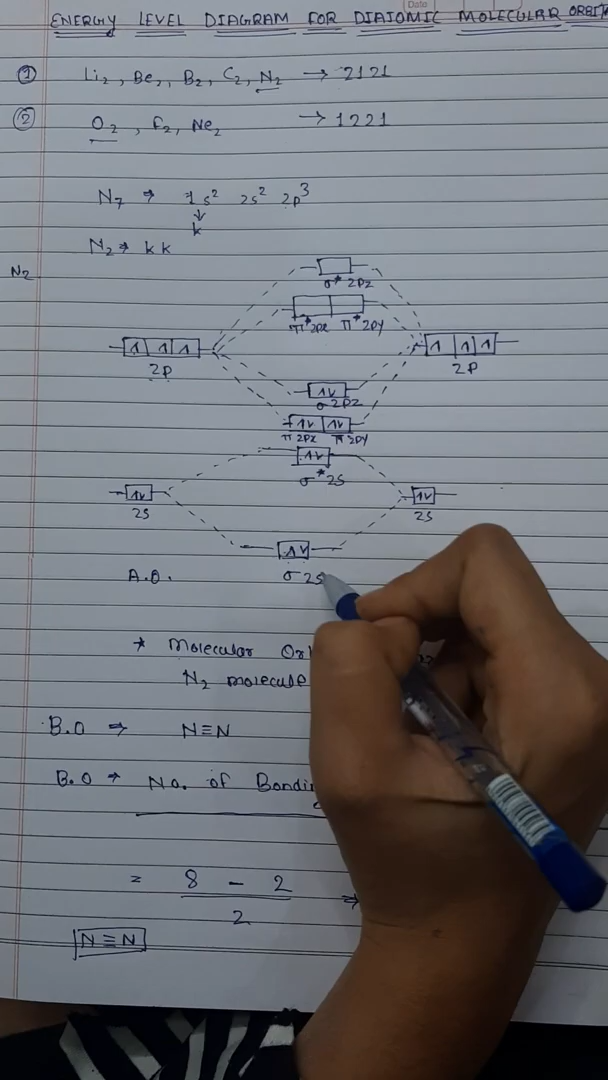 ENERGY LEVEL DIAGRAM FOR DIATOMIC MOLECULAR
① Li₂, Be₂, B₂, C₂, N₂ → 2121
② O₂, F₂, Ne₂ → 1221
N₇ → 1s² 2s² 2p³
k
N₂ → k k
N₂
σ* 2pz
π*2px π*2py
2p 2p
σ 2pz
π 2px π 2py
σ*2s
2s 2s
A.O. σ 2s
* Molecular
N₂ molecule
B.O → N≡N
B.O → No. of
= 8 - 2
2
N≡N